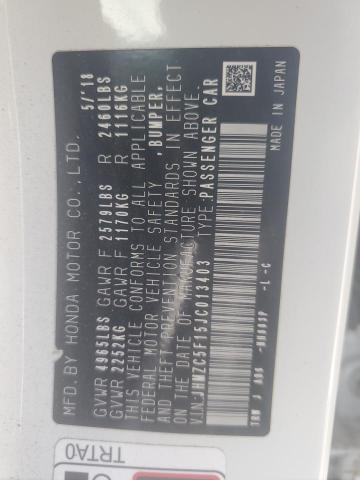 MFD.BY HONDA MOTOR CO.,LTD. 5/'18
GVWR 4965LBS GAWR F 2579LBS R 2460LBS
GVWR 2252KG GAWR F 1170KG R 1116KG
THIS VEHICLE CONFORMS TO ALL APPLICABLE
FEDERAL MOTOR VEHICLE SAFETY , BUMPER,
AND THEFT PREVENTION STANDARDS IN EFFECT
ON THE DATE OF MANUFACTURE SHOWN ABOVE.
V.I.N:JHMZC5F15JC013403 TYPE:PASSENGER CAR
TRW J A05 -L -C MADE IN JAPAN
TRTA0